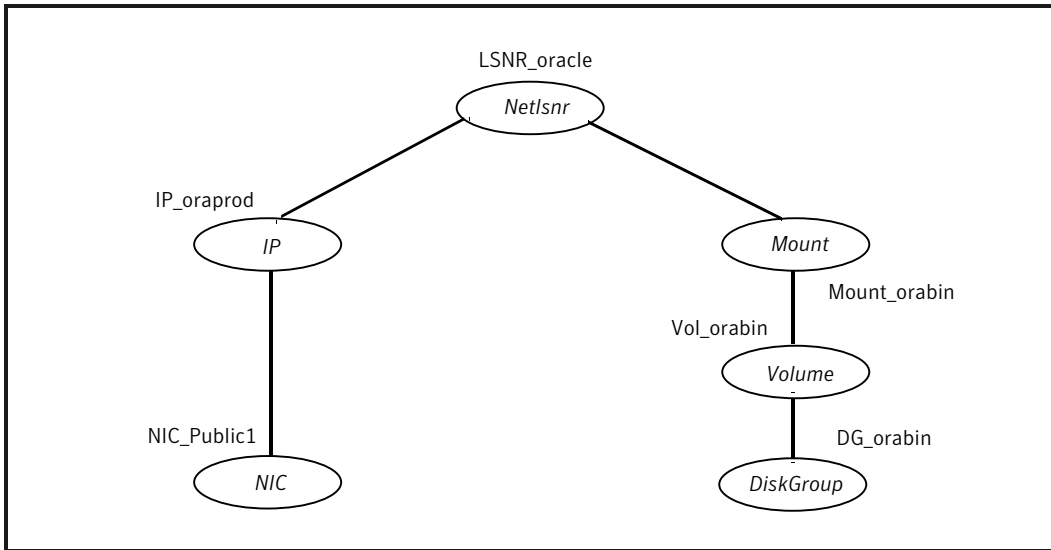 LSNR_oracle
Netlsnr
IP_oraprod
IP
Mount
Mount_orabin
Vol_orabin
Volume
NIC_Public1
DG_orabin
NIC
DiskGroup